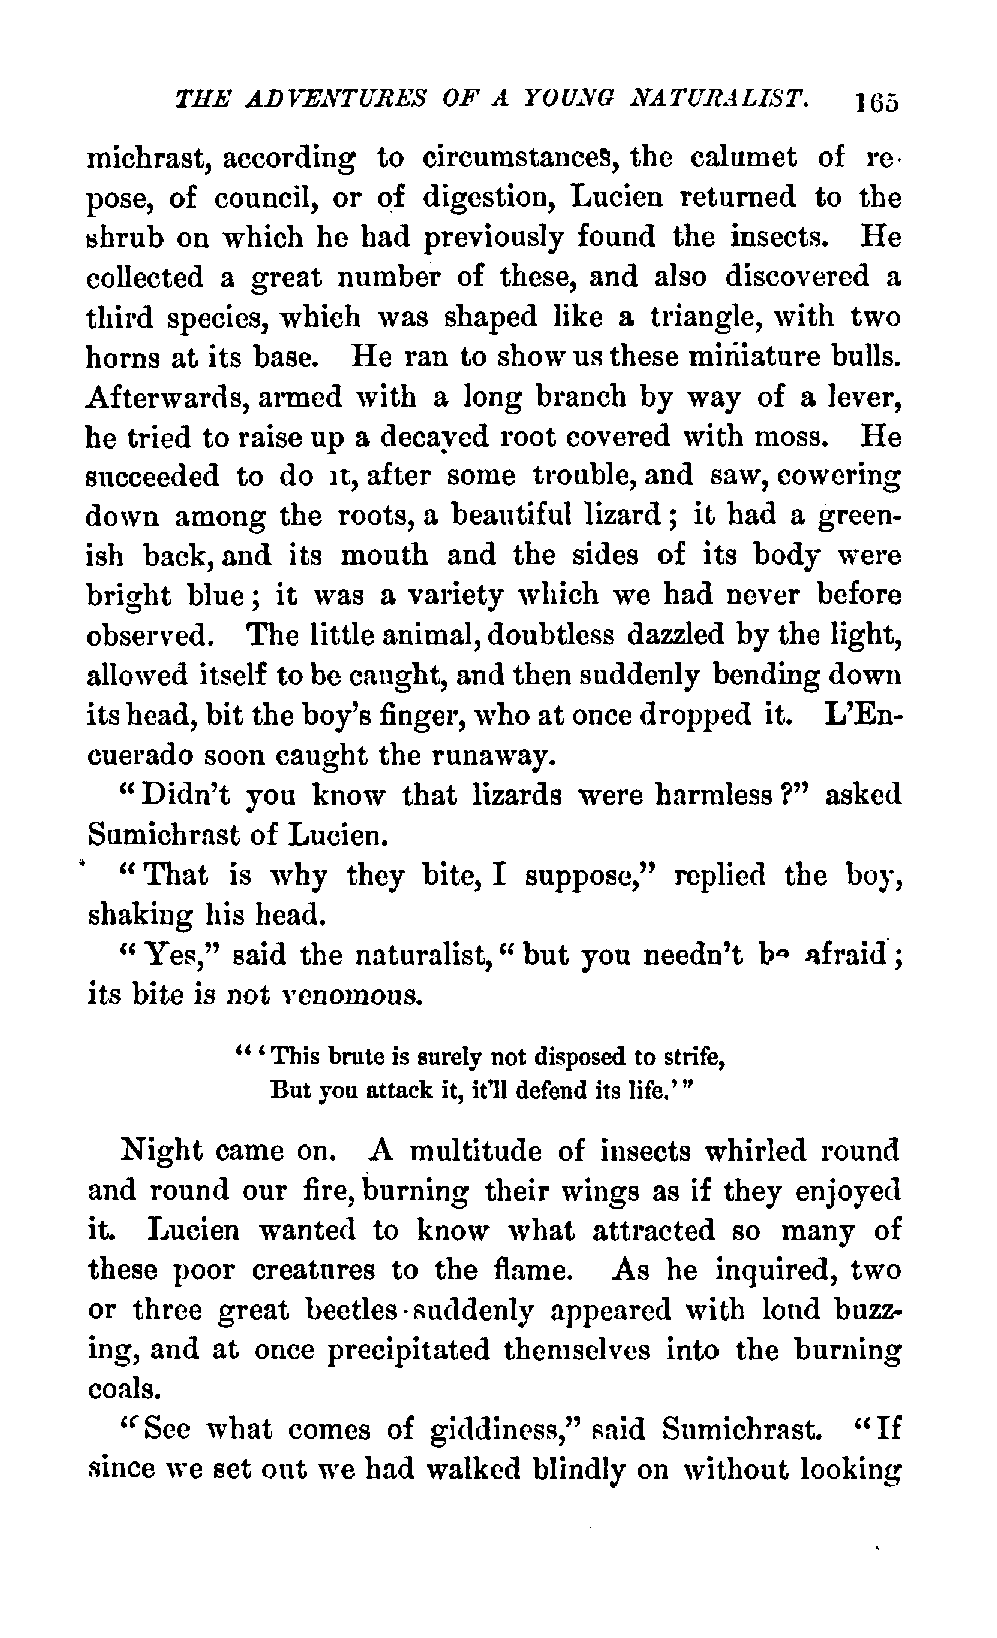 THE ADVENTURES OF A YOUNG NATURALIST. 165
michrast, according to circumstances, the calumet of re-
pose, of council, or of digestion, Lucien returned to the
shrub on which he had previously found the insects. He
collected a great number of these, and also discovered a
third species, which was shaped like a triangle, with two
horns at its base. He ran to show us these miniature bulls.
Afterwards, armed with a long branch by way of a lever,
he tried to raise up a decayed root covered with moss. He
succeeded to do it, after some trouble, and saw, cowering
down among the roots, a beautiful lizard; it had a green-
ish back, and its mouth and the sides of its body were
bright blue; it was a variety which we had never before
observed. The little animal, doubtless dazzled by the light,
allowed itself to be caught, and then suddenly bending down
its head, bit the boy's finger, who at once dropped it. L'En-
cuerado soon caught the runaway.
"Didn't you know that lizards were harmless?" asked
Sumichrast of Lucien.
"That is why they bite, I suppose," replied the boy,
shaking his head.
"Yes," said the naturalist, "but you needn't be afraid;
its bite is not venomous.
"'This brute is surely not disposed to strife,
But you attack it, it'll defend its life.'"
Night came on. A multitude of insects whirled round
and round our fire, burning their wings as if they enjoyed
it. Lucien wanted to know what attracted so many of
these poor creatures to the flame. As he inquired, two
or three great beetles suddenly appeared with loud buzz-
ing, and at once precipitated themselves into the burning
coals.
"See what comes of giddiness," said Sumichrast. "If
since we set out we had walked blindly on without looking